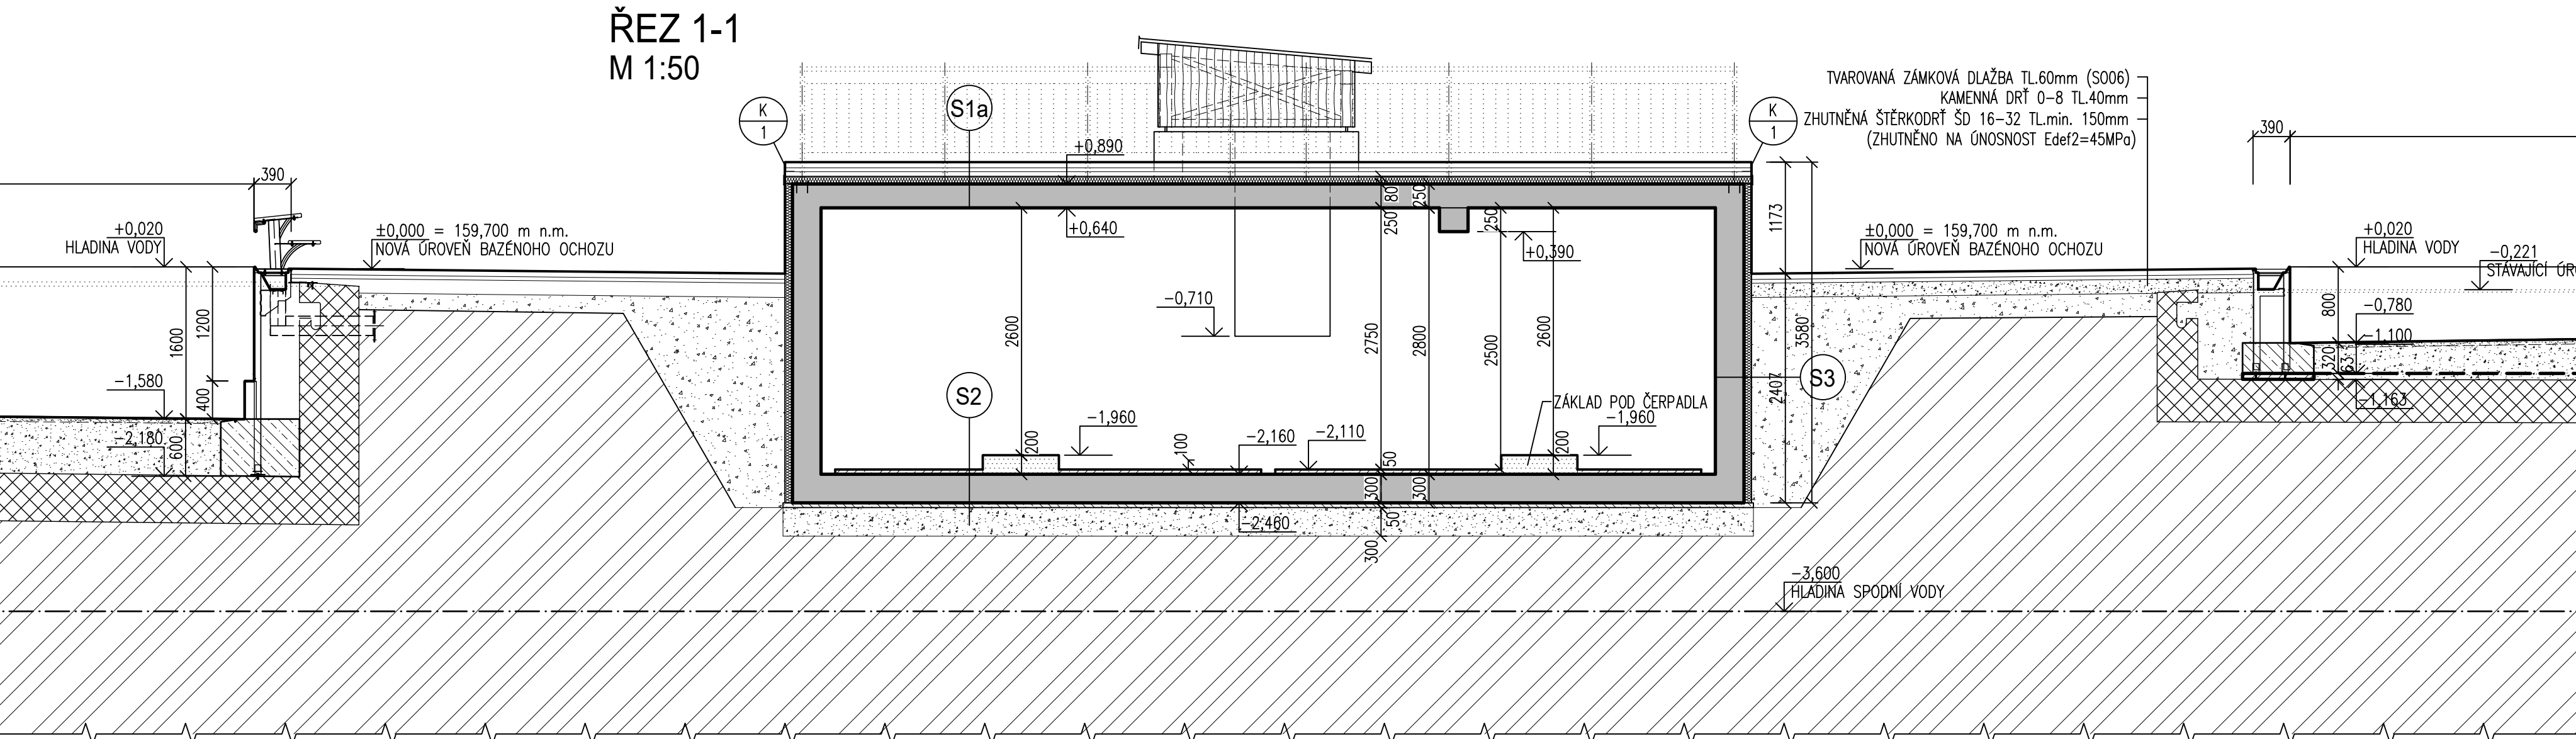 ŘEZ 1-1
M 1:50
K
1
S1a
K
1
TVAROVANÁ ZÁMKOVÁ DLAŽBA TL.60mm (SO06)
KAMENNÁ DRŤ 0-8 TL.40mm
ZHUTNĚNÁ ŠTĚRKODRŤ ŠD 16-32 TL.min. 150mm
(ZHUTNĚNO NA ÚNOSNOST Edef2=45MPa)
390
390
+0,020
HLADINA VODY
±0,000 = 159,700 m n.m.
NOVÁ ÚROVEŇ BAZÉNOHO OCHOZU
+0,890
+0,640
80
250
250
250
+0,390
1173
±0,000 = 159,700 m n.m.
NOVÁ ÚROVEŇ BAZÉNOHO OCHOZU
+0,020
HLADINA VODY
-0,221
STÁVAJÍCÍ ÚR
1600
1200
400
-1,580
-2,180
600
2600
-0,710
2750
2800
2500
2600
3580
2407
800
-0,780
-1,100
320
63
-1,163
S2
S3
ZÁKLAD POD ČERPADLA
-1,960
200
100
-2,160
-2,110
50
200
-1,960
300
300
-2,460
50
300
-3,600
HLADINA SPODNÍ VODY